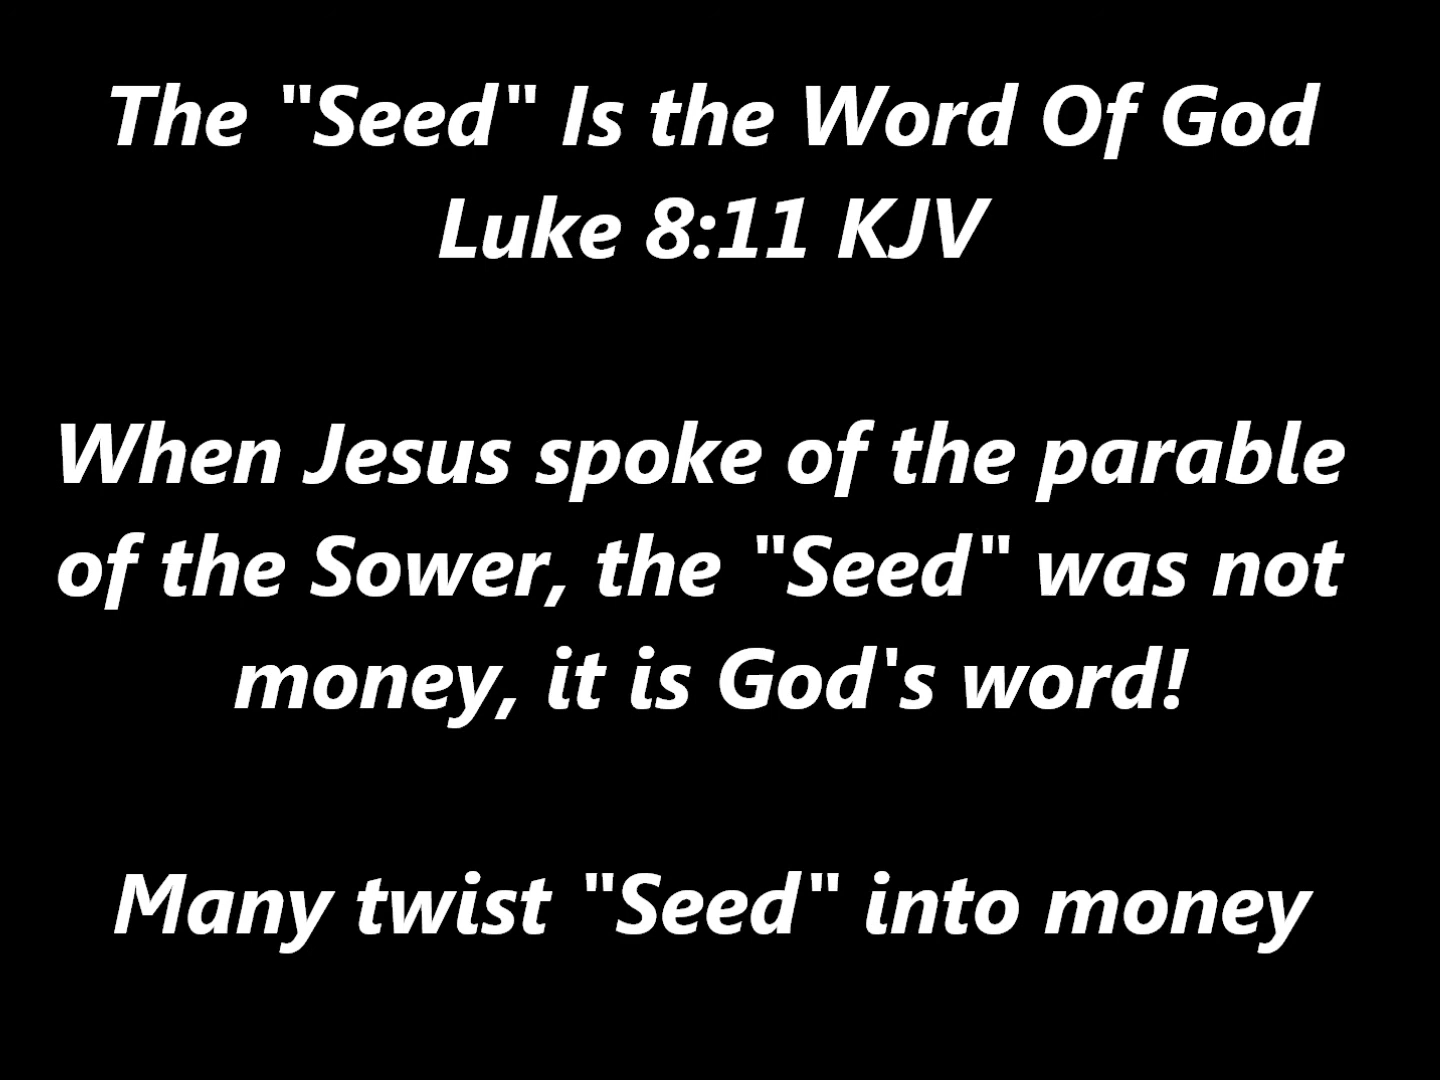 The "Seed" Is the Word Of God
Luke 8:11 KJV
When Jesus spoke of the parable
of the Sower, the "Seed" was not
money, it is God's word!
Many twist "Seed" into money